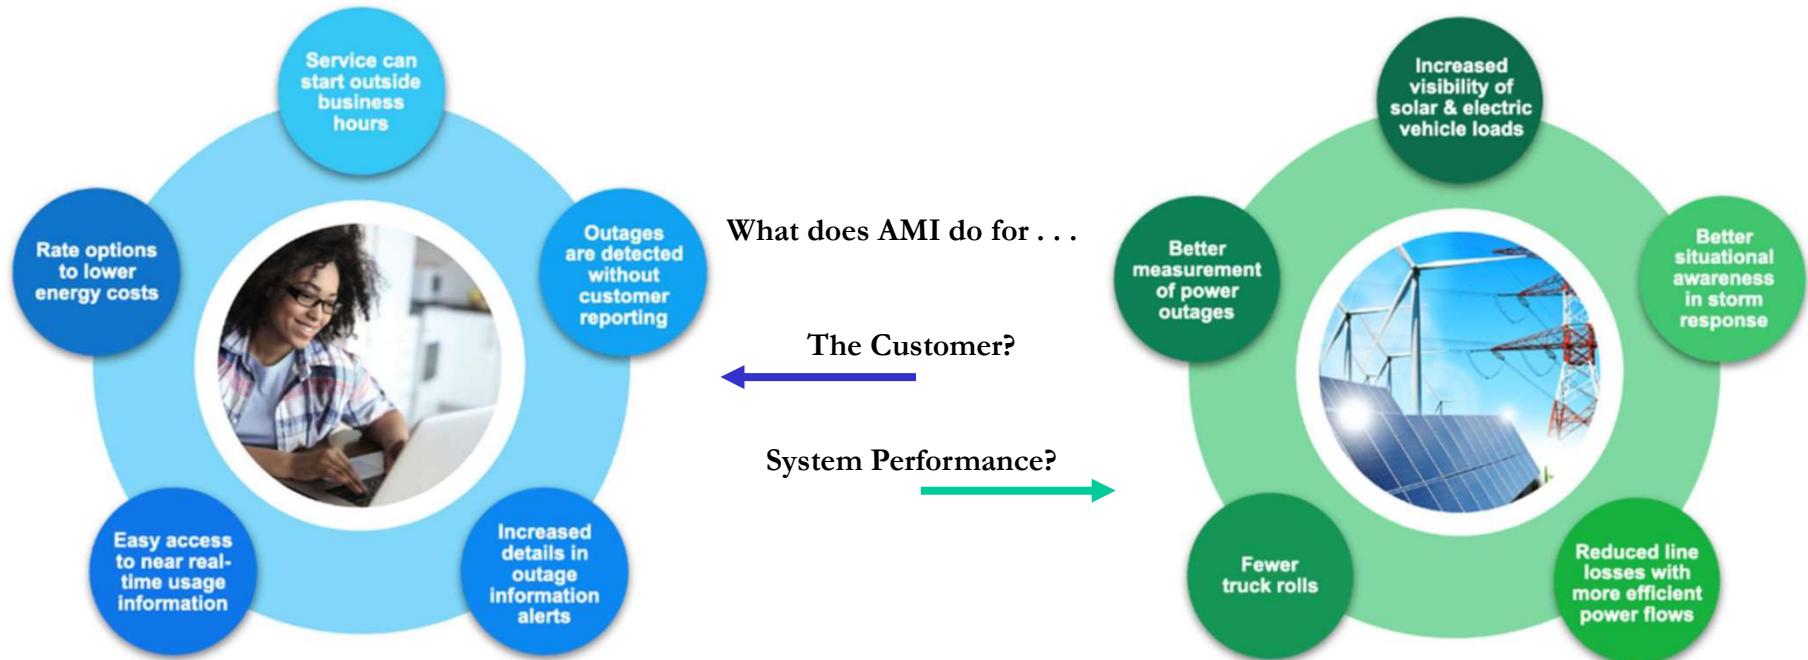 Service can
start outside
business
hours
Outages
are detected
without
customer
reporting
Increased
details in
outage
information
alerts
Easy access
to near real-
time usage
information
Rate options
to lower
energy costs
What does AMI do for . . .
The Customer?
System Performance?
Increased
visibility of
solar & electric
vehicle loads
Better
situational
awareness
in storm
response
Reduced line
losses with
more efficient
power flows
Fewer
truck rolls
Better
measurement
of power
outages